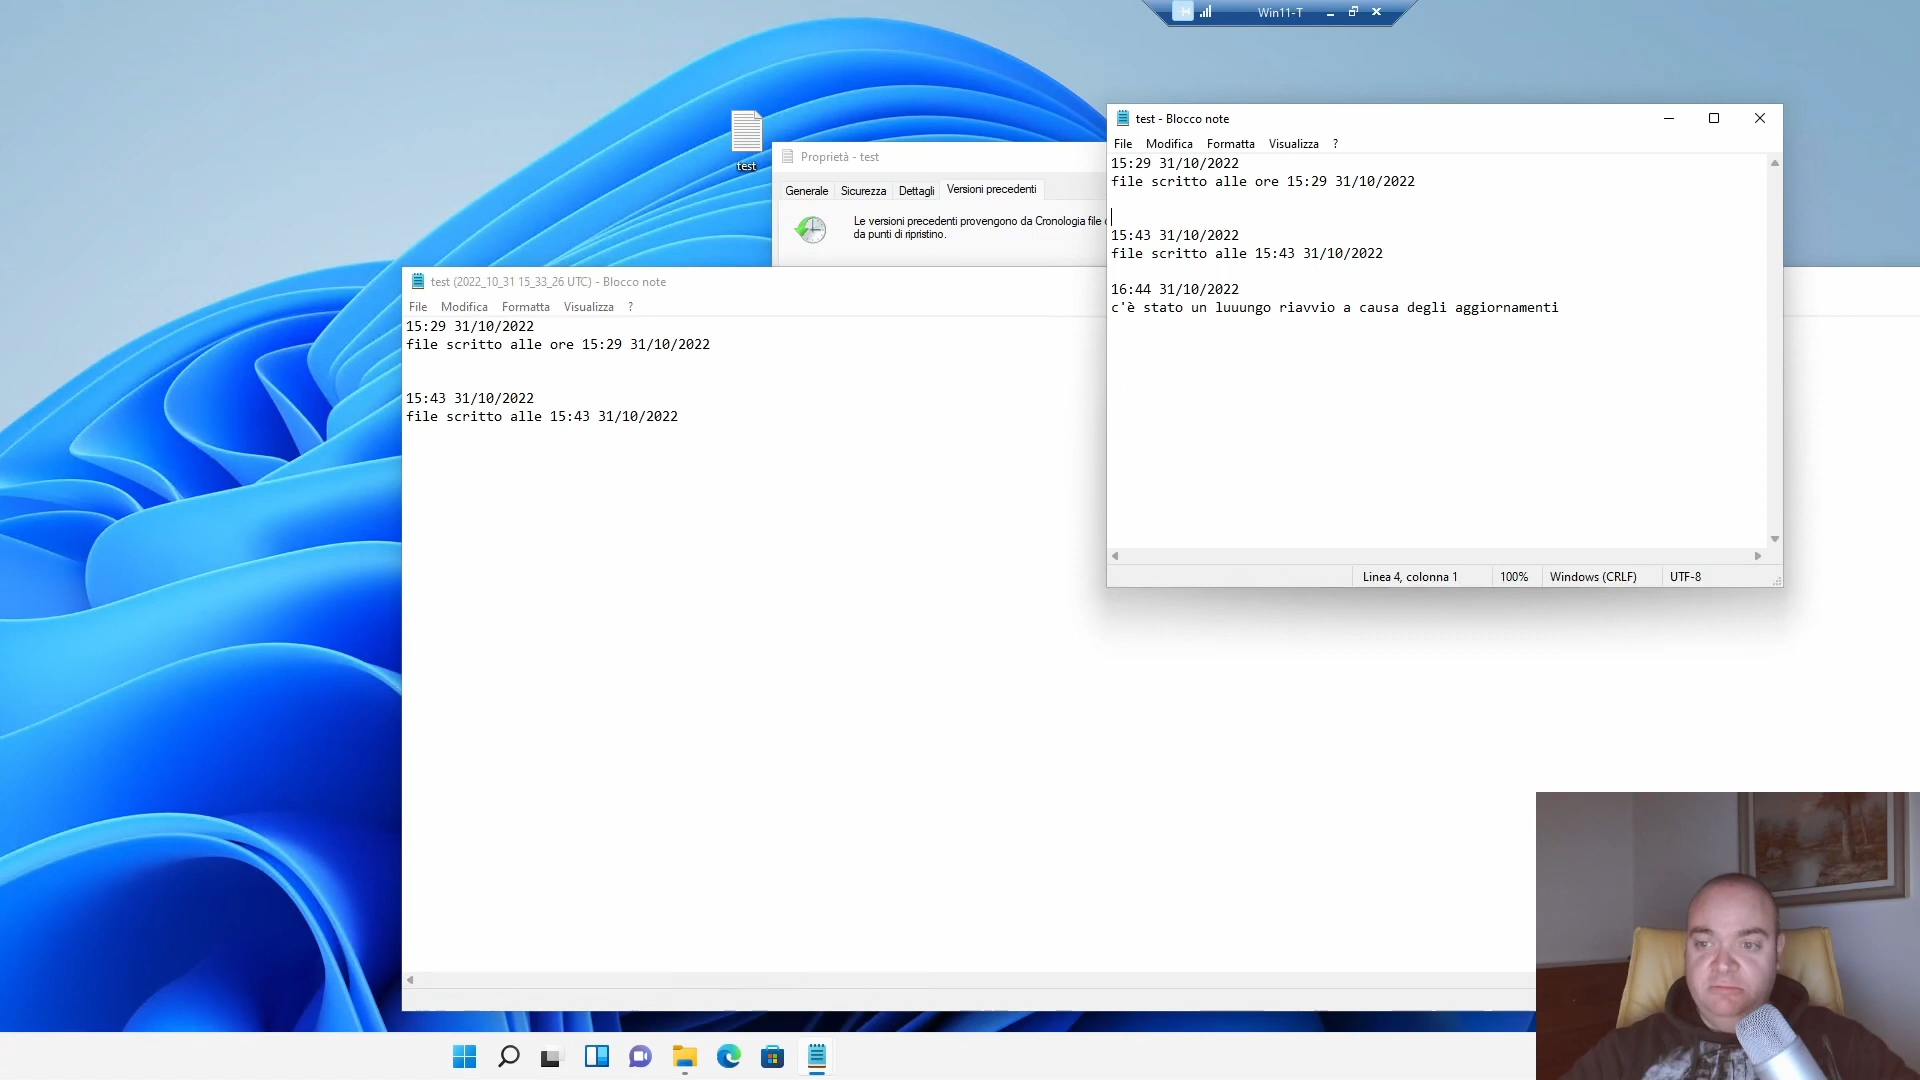 Win11-T
test
Proprietà - test
Generale Sicurezza Dettagli Versioni precedenti
Le versioni precedenti provengono da Cronologia file
da punti di ripristino.
test - Blocco note
File Modifica Formatta Visualizza ?
15:29 31/10/2022
file scritto alle ore 15:29 31/10/2022
15:43 31/10/2022
file scritto alle 15:43 31/10/2022
16:44 31/10/2022
c'è stato un luuungo riavvio a causa degli aggiornamenti
Linea 4, colonna 1 100% Windows (CRLF) UTF-8
test (2022_10_31 15_33_26 UTC) - Blocco note
File Modifica Formatta Visualizza ?
15:29 31/10/2022
file scritto alle ore 15:29 31/10/2022
15:43 31/10/2022
file scritto alle 15:43 31/10/2022